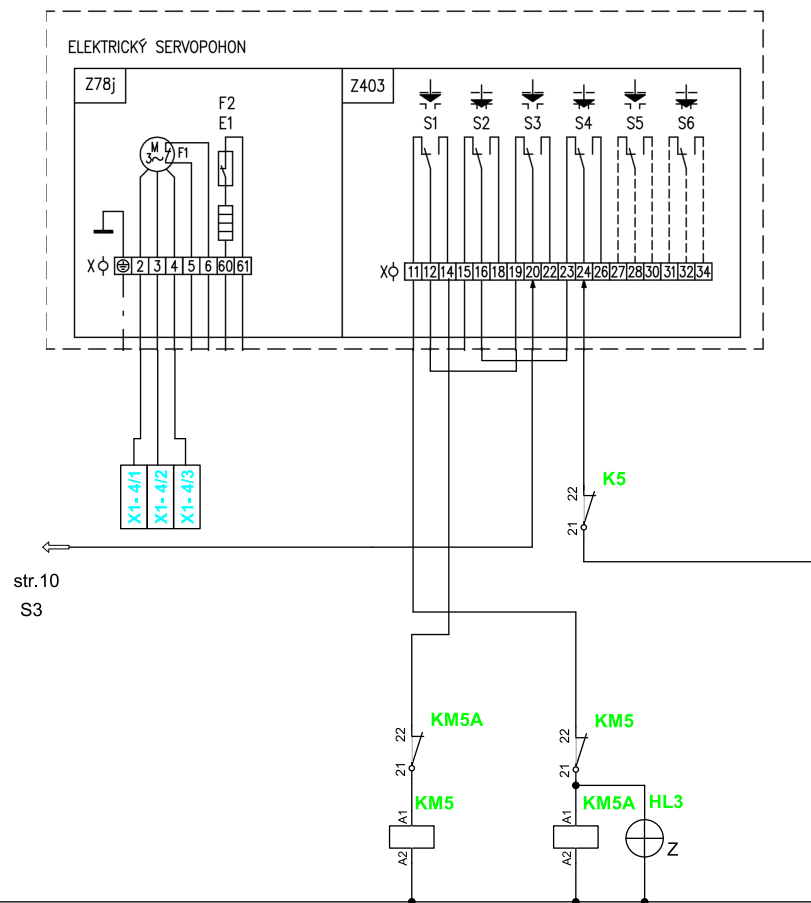 ELEKTRICKÝ SERVOPOHON
Z78j
Z403
F2
E1
M
3~
F1
S1 S2 S3 S4 S5 S6
X 2 3 4 5 6 60 61
X 11 12 14 15 16 18 19 20 22 23 24 26 27 28 30 31 32 34
X1- 4/1
X1- 4/2
X1- 4/3
K5
22
21
str.10
S3
KM5A
22
21
KM5
22
21
KM5
A1
A2
KM5A
A1
A2
HL3
Z